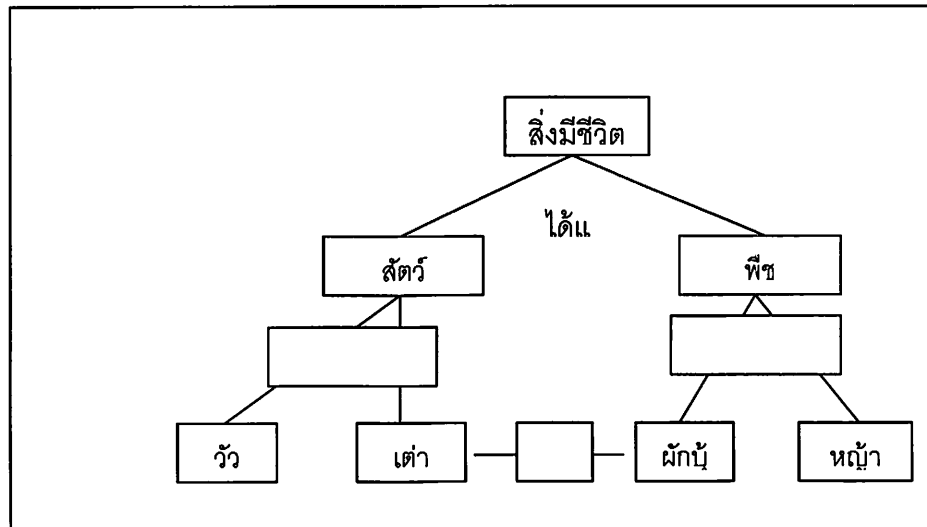 สิ่งมีชีวิต
ได้แ
สัตว์
พืช
วัว
เต่า
ผักบุ้
หญ้า